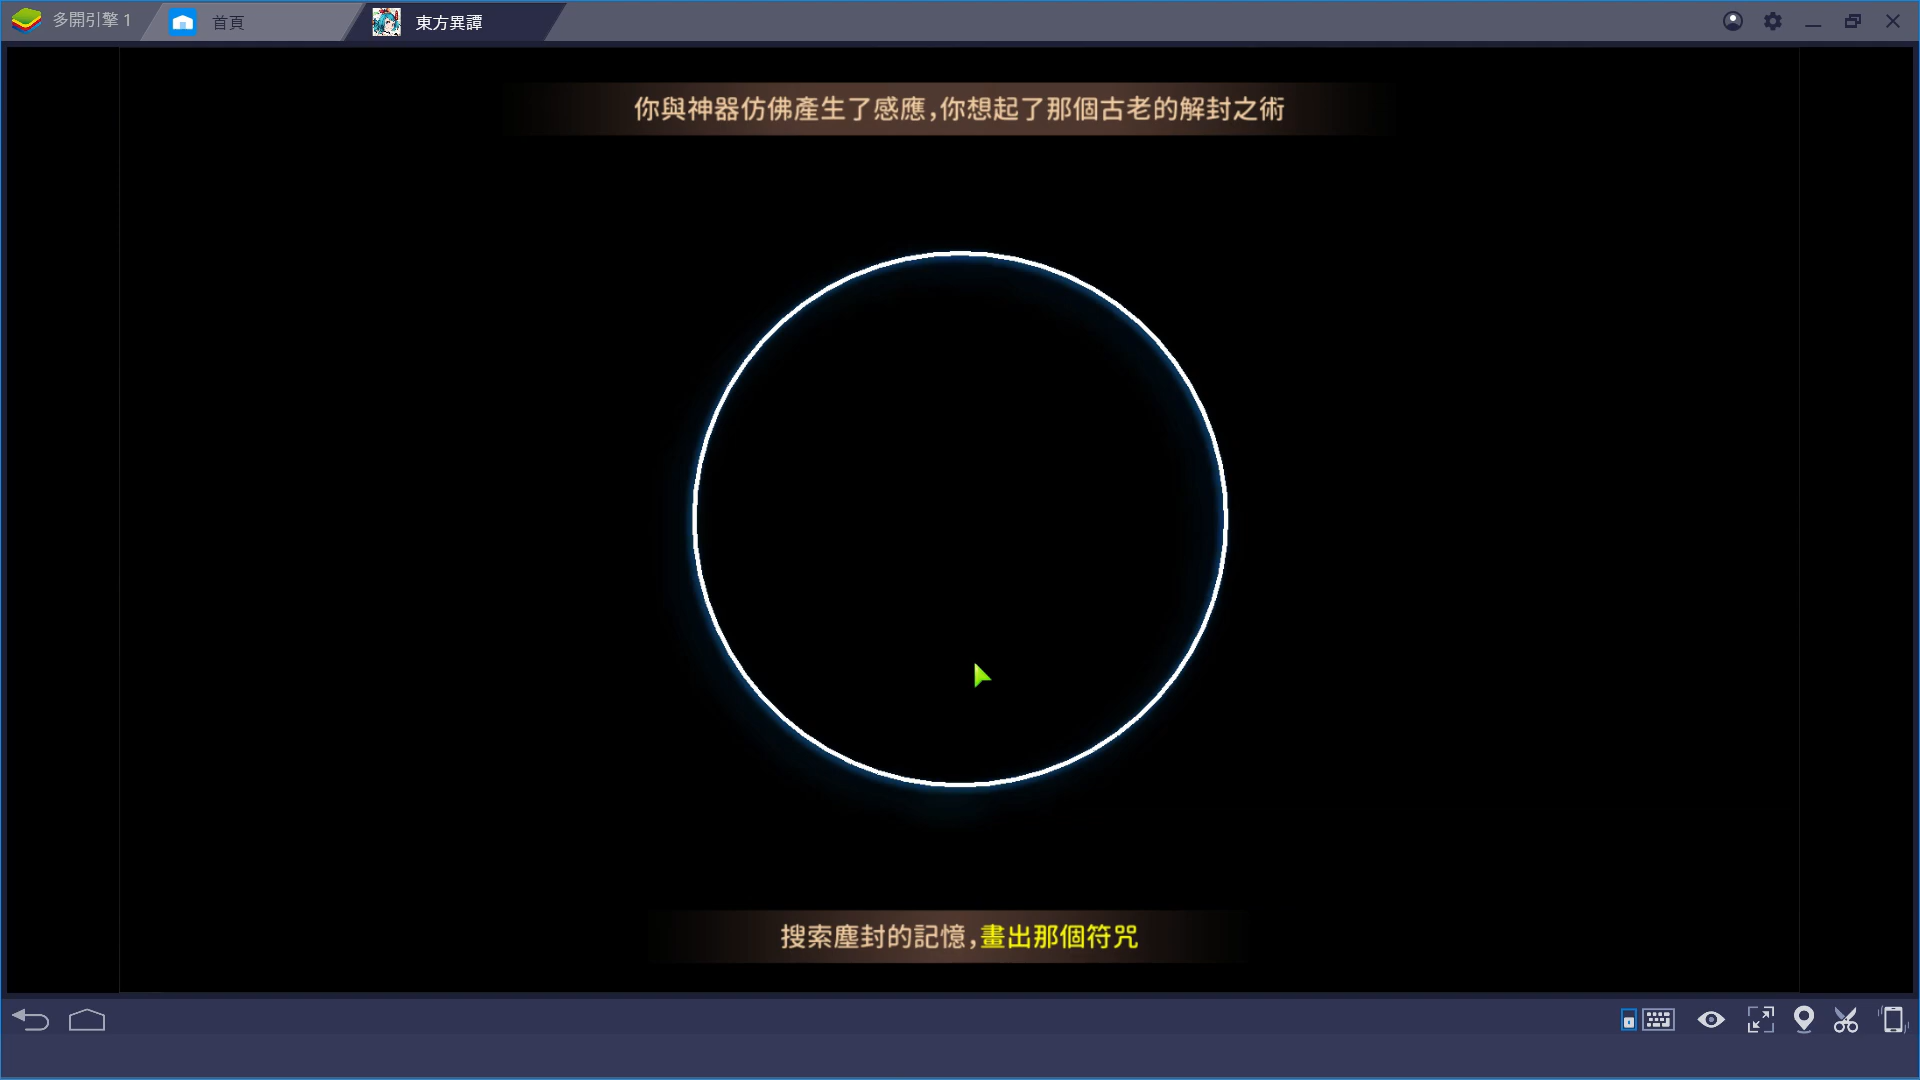 多開引擎 1
首頁
東方異譚
你與神器仿佛產生了感應,你想起了那個古老的解封之術
搜索塵封的記憶,畫出那個符咒